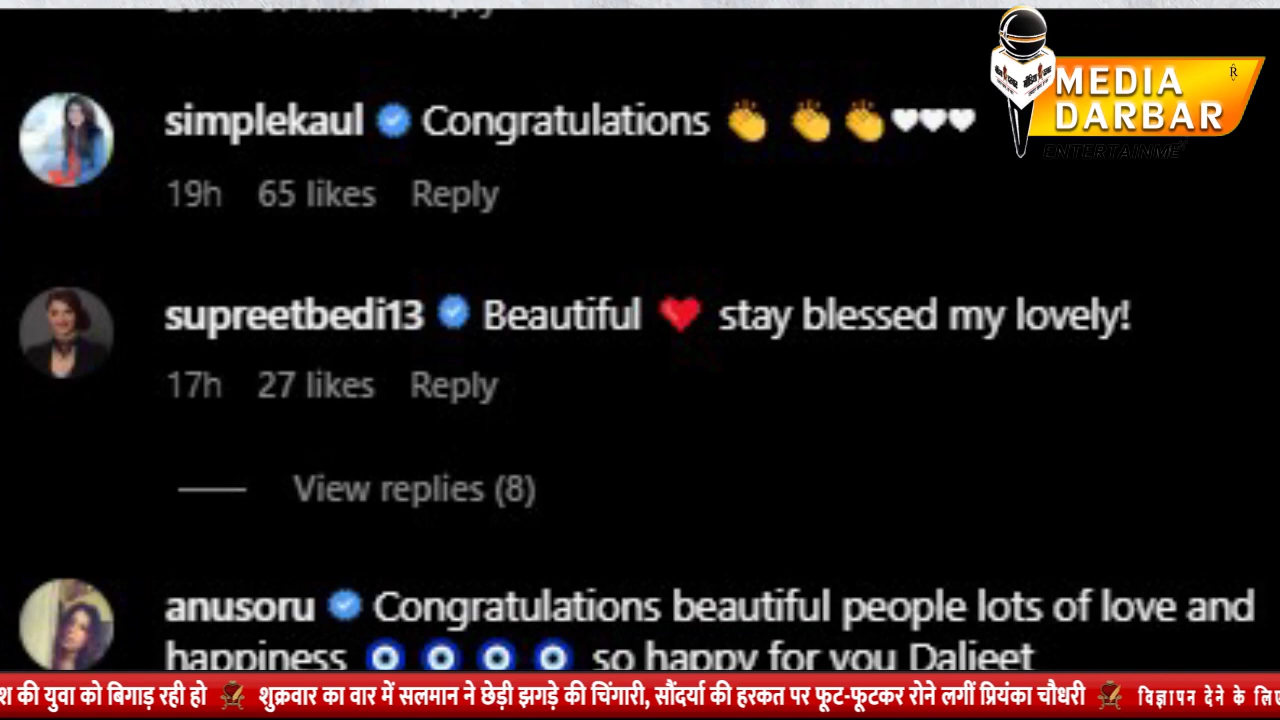 simplekaul Congratulations 👏 👏 👏🤍🤍🤍
19h 65 likes Reply
supreetbedi13 Beautiful ❤️ stay blessed my lovely!
17h 27 likes Reply
View replies (8)
anusoru Congratulations beautiful people lots of love and
happiness 🧿 🧿 🧿 🧿 so happy for you Daljeet
MEDIA
DARBAR
ENTERTAINME
की युवा को बिगाड़ रही हो शुक्रवार का वार में सलमान ने छेड़ी झगड़े की चिंगारी, सौंदर्या की हरकत पर फूट-फूटकर रोने लगीं प्रियंका चौधरी विज्ञापन देने के